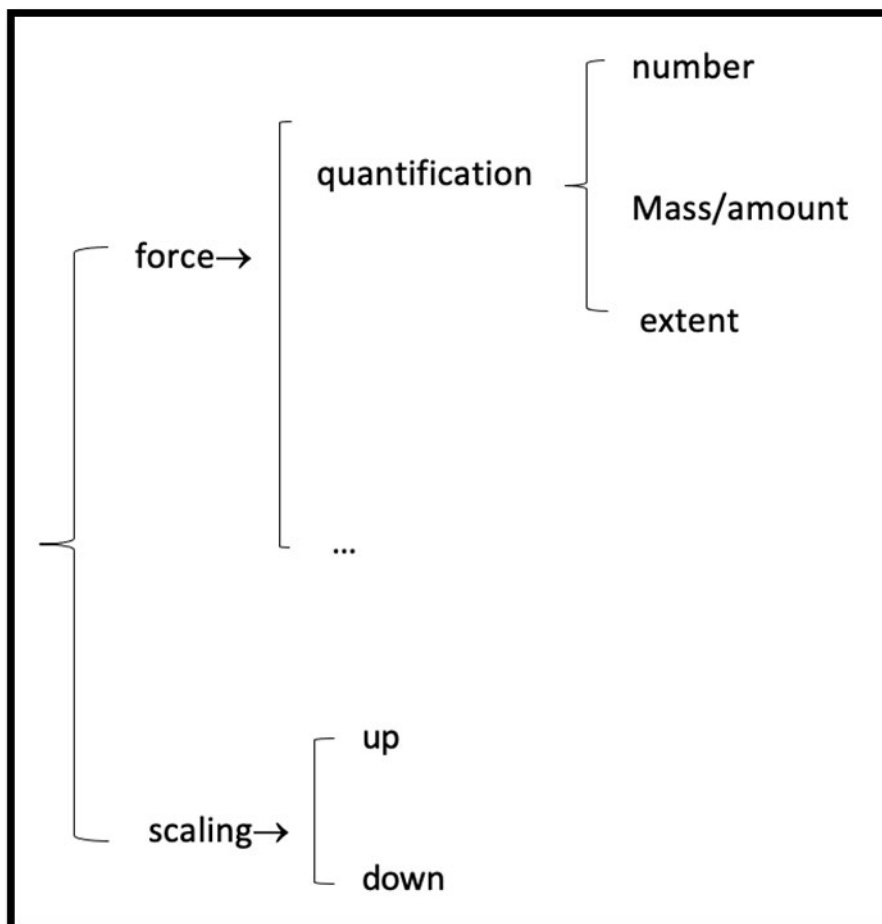 number
quantification
Mass/amount
force→
extent
...
up
scaling→
down